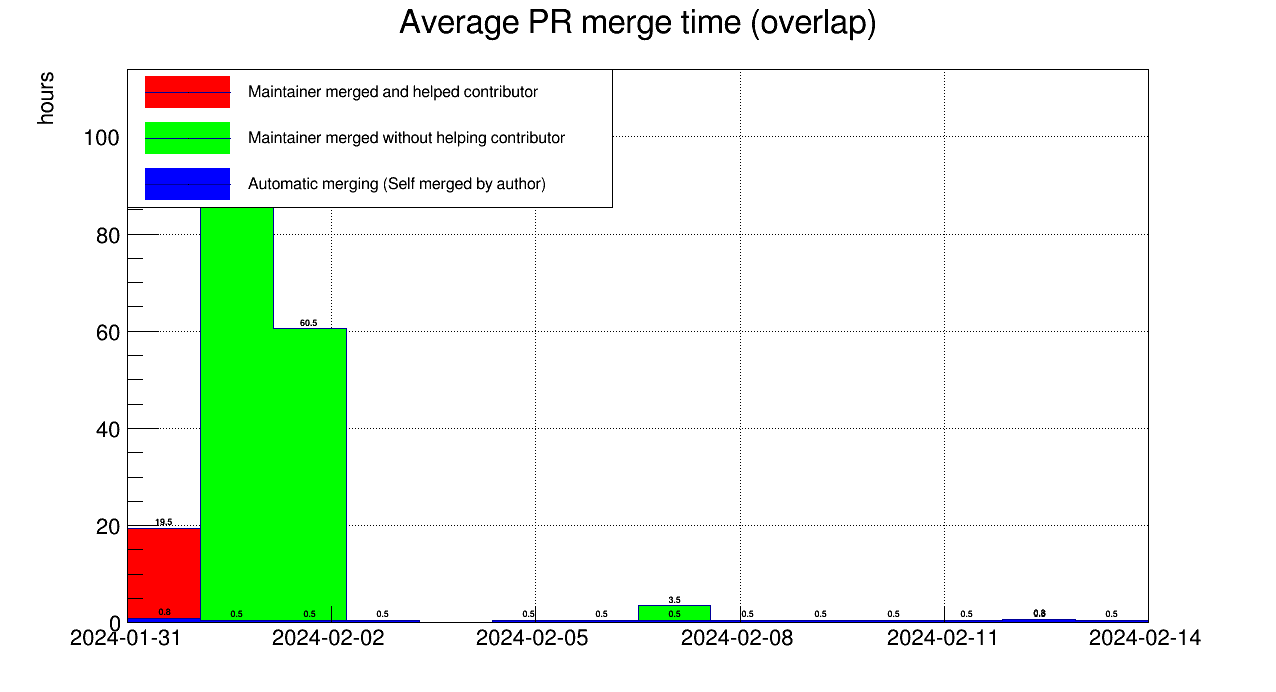 Average PR merge time (overlap)
hours
Maintainer merged and helped contributor
Maintainer merged without helping contributor
Automatic merging (Self merged by author)
100
80
60
40
20
0
60.5
19.5
3.5
0.8 0.5 0.5 0.5 0.5 0.5 0.5 0.5 0.5 0.5 0.5 0.5
2024-01-31 2024-02-02 2024-02-05 2024-02-08 2024-02-11 2024-02-14